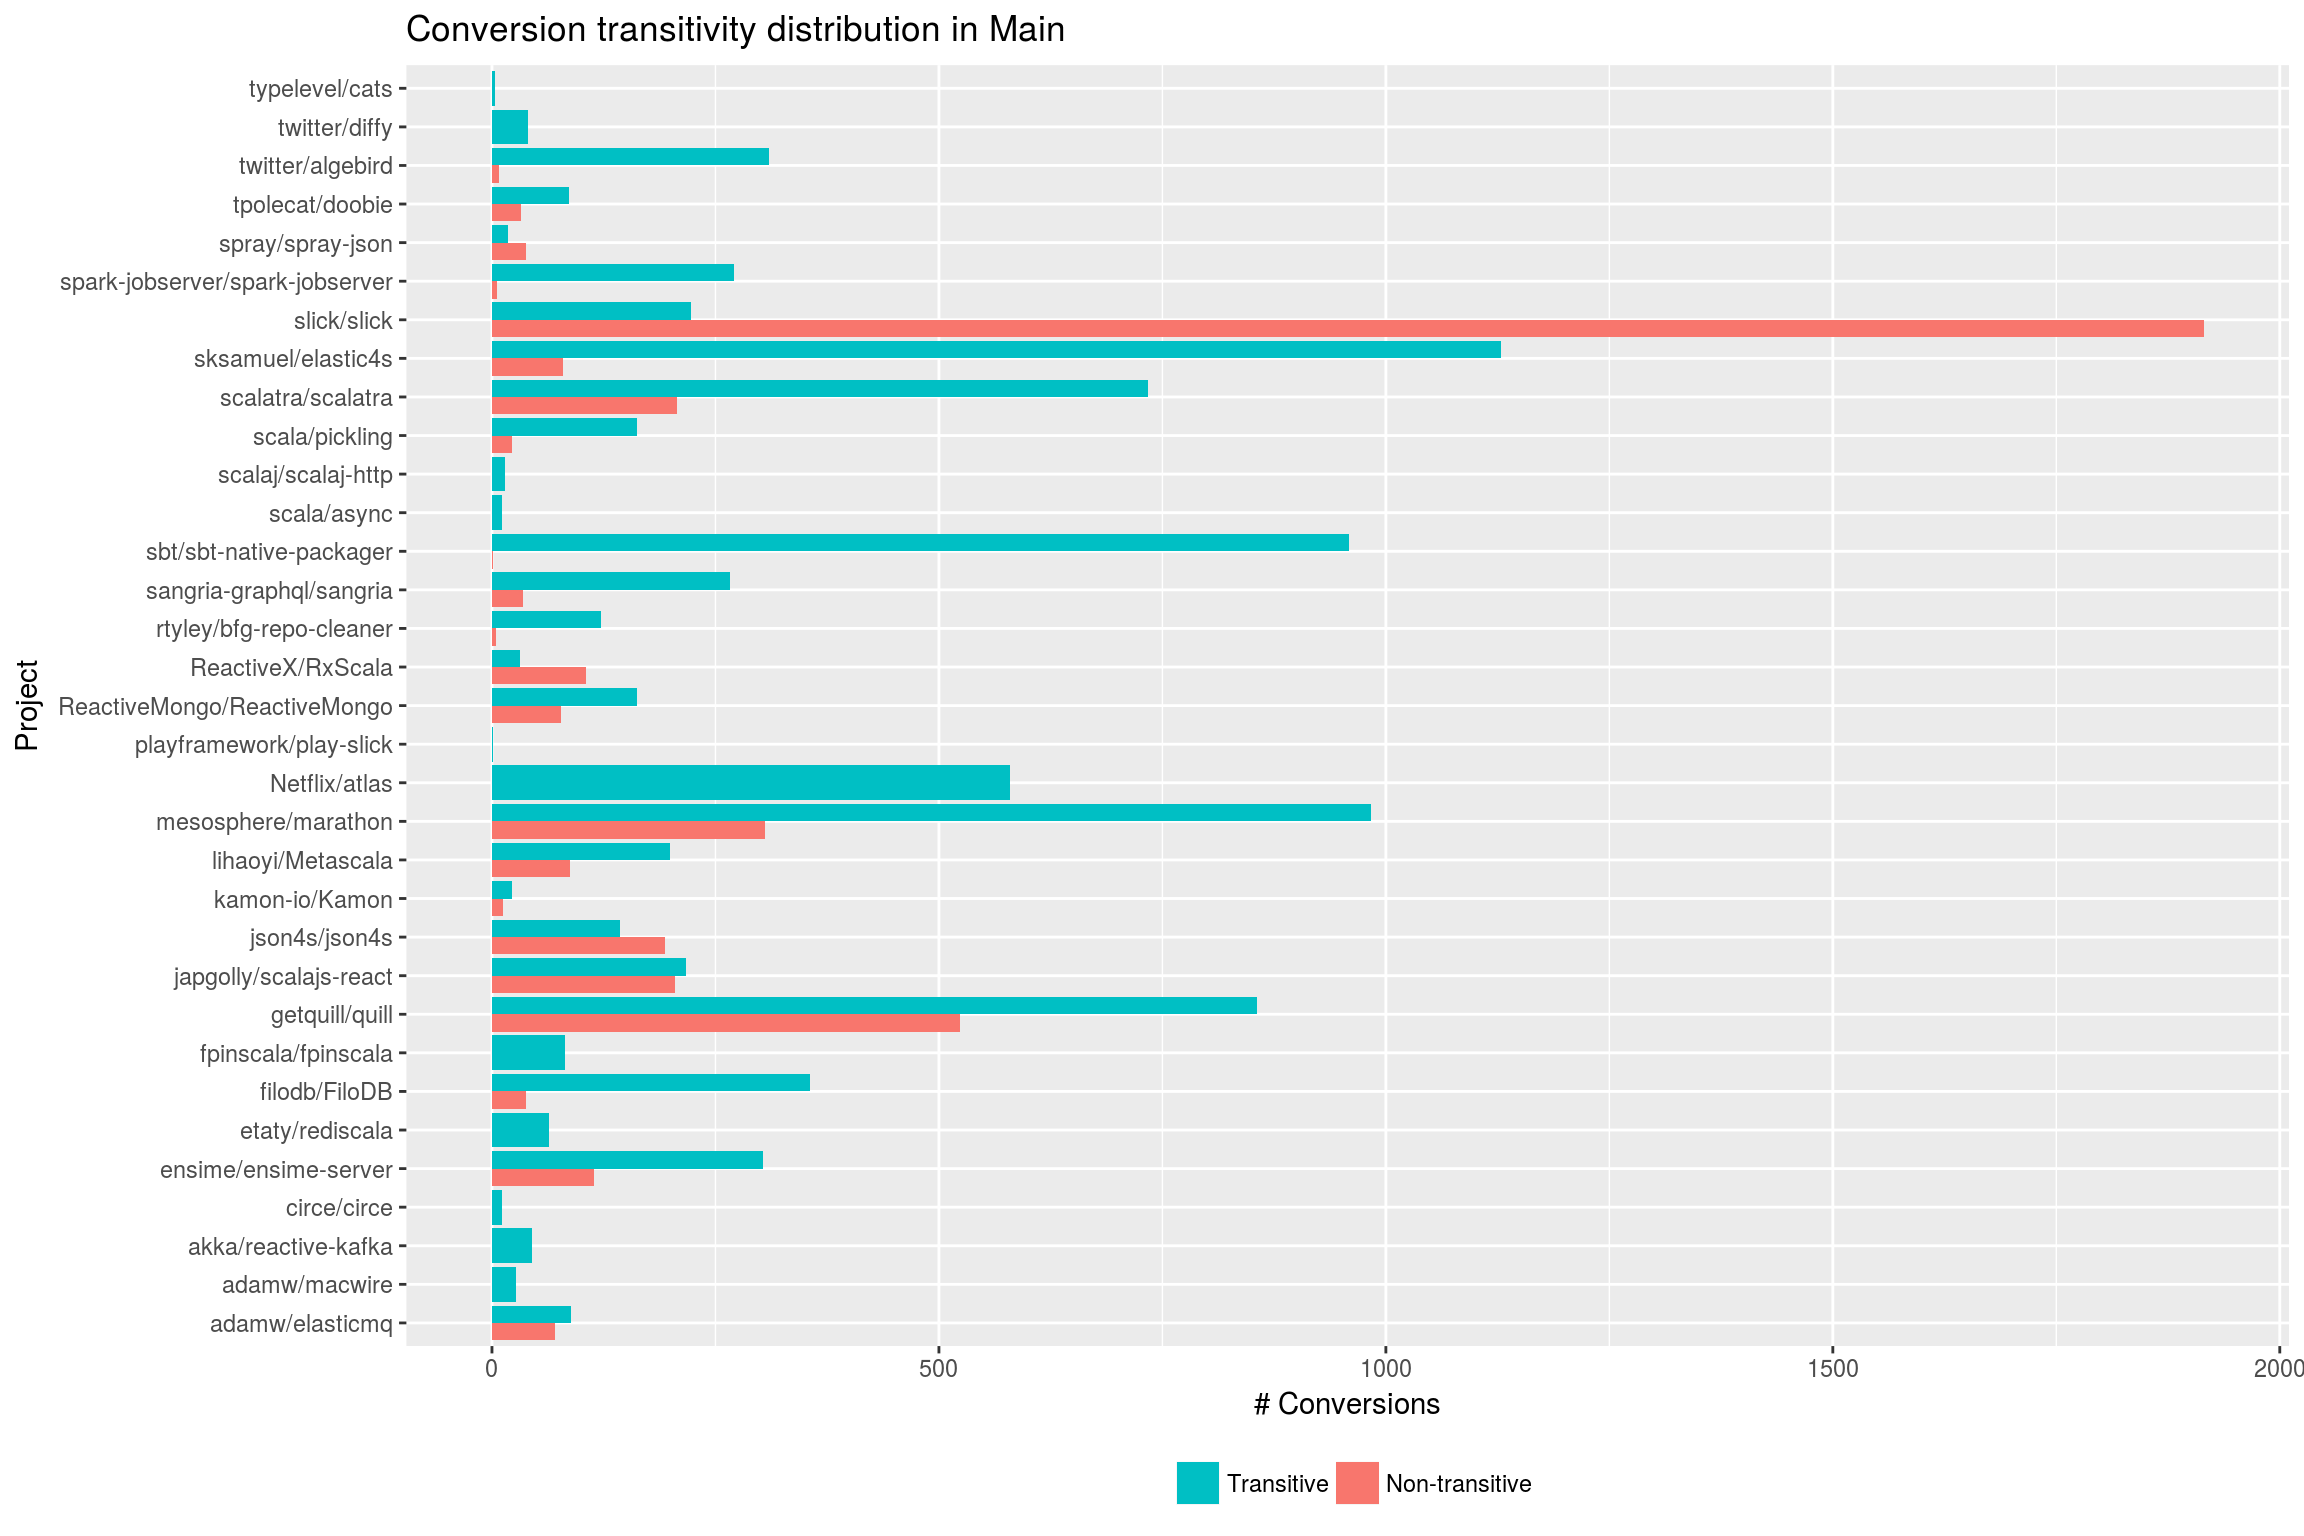 Conversion transitivity distribution in Main
Project
typelevel/cats
twitter/diffy
twitter/algebird
tpolecat/doobie
spray/spray-json
spark-jobserver/spark-jobserver
slick/slick
sksamuel/elastic4s
scalatra/scalatra
scala/pickling
scalaj/scalaj-http
scala/async
sbt/sbt-native-packager
sangria-graphql/sangria
rtyley/bfg-repo-cleaner
ReactiveX/RxScala
ReactiveMongo/ReactiveMongo
playframework/play-slick
Netflix/atlas
mesosphere/marathon
lihaoyi/Metascala
kamon-io/Kamon
json4s/json4s
japgolly/scalajs-react
getquill/quill
fpinscala/fpinscala
filodb/FiloDB
etaty/rediscala
ensime/ensime-server
circe/circe
akka/reactive-kafka
adamw/macwire
adamw/elasticmq
0 500 1000 1500 2000
# Conversions
Transitive Non-transitive